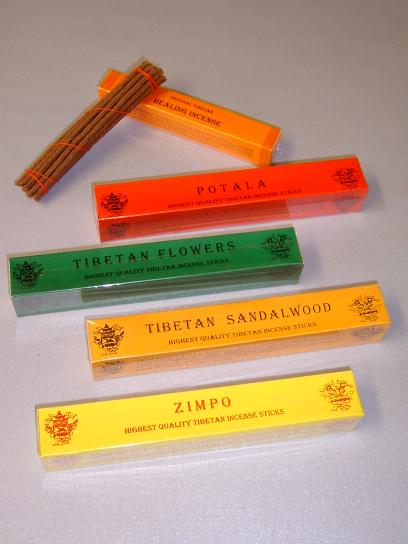 ORIGINAL TIBETAN
HEALING INCENSE
POTALA
HIGHEST QUALITY TIBETAN INCENSE STICKS
TIBETAN FLOWERS
HIGHEST QUALITY TIBETAN INCENSE STICKS
TIBETAN SANDALWOOD
HIGHEST QUALITY TIBETAN INCENSE STICKS
ZIMPO
HIGHEST QUALITY TIBETAN INCENSE STICKS